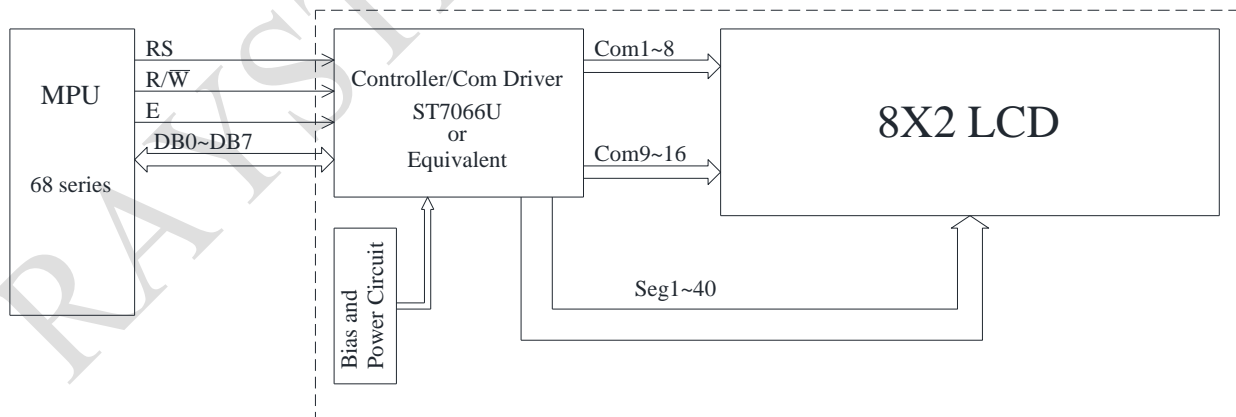 RS
R/W̅
E
DB0~DB7
MPU
68 series
Controller/Com Driver
ST7066U
or
Equivalent
Com1~8
Com9~16
8X2 LCD
Bias and
Power Circuit
Seg1~40
RAYST